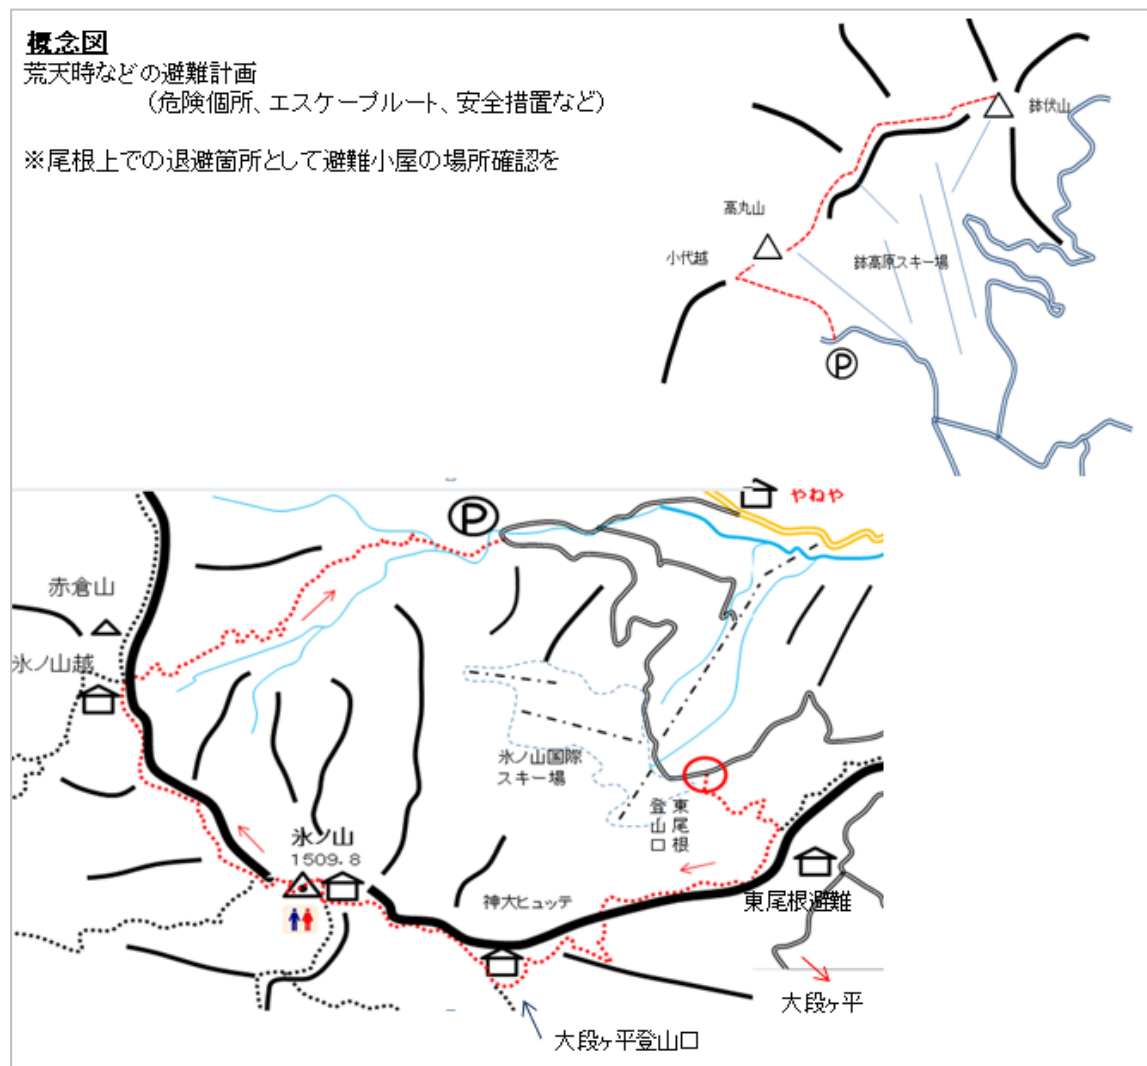 概念図
荒天時などの避難計画
(危険個所、エスケープルート、安全措置など)
※尾根上での退避箇所として避難小屋の場所確認を
鉢伏山
高丸山
小代越
鉢高原スキー場
P
P
やねや
赤倉山
氷ノ山越
氷ノ山国際
スキー場
東尾根
登山口
氷ノ山
1509.8
神大ヒュッテ
東尾根避難
大段ヶ平
大段ヶ平登山口